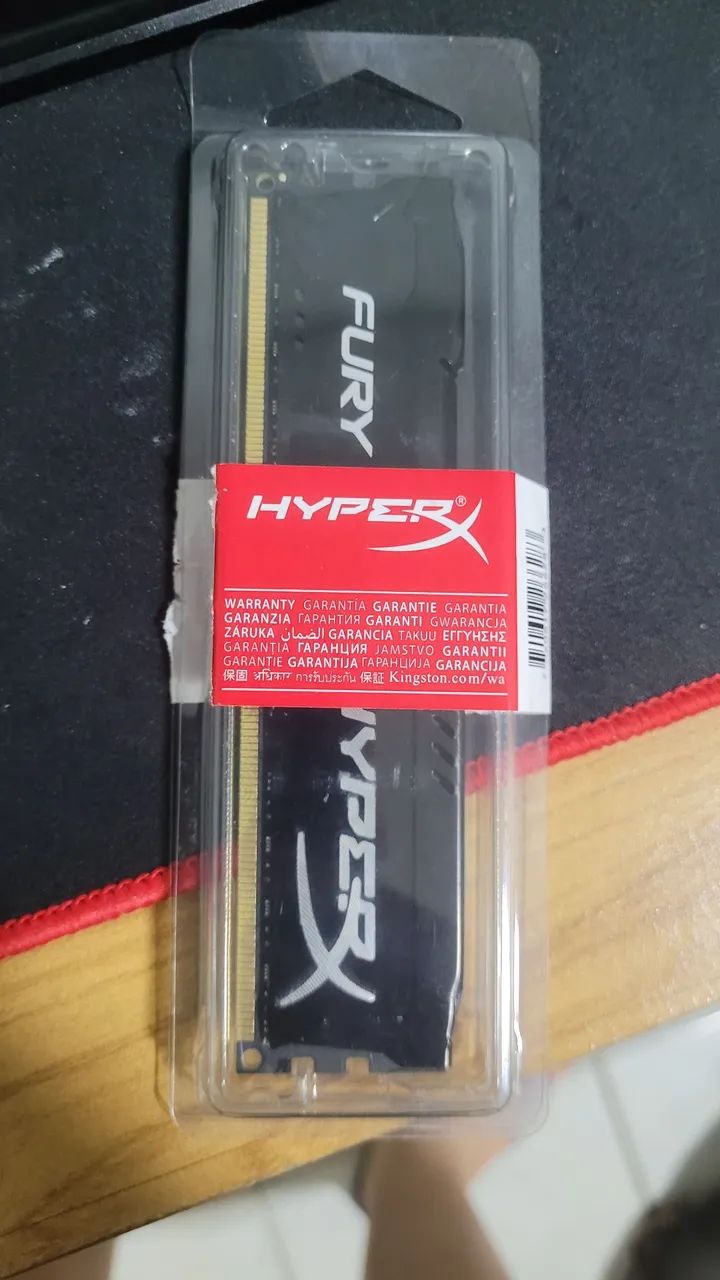 FURY
HYPERX®
WARRANTY GARANTÍA GARANTIE GARANTIA
GARANZIA ГАРАНТИЯ GARANTI GWARANCJA
ZÁRUKA الضمان GARANCIA TAKUU ΕΓΓΥΗΣΗΣ
GARANȚIA ГАРАНЦИЯ JAMSTVO GARANTII
GARANTIE GARANTIJA ГАРАНЦИЈА GARANCIJA
保固 अधिकार การรับประกัน 保証 Kingston.com/wa
HYPERX